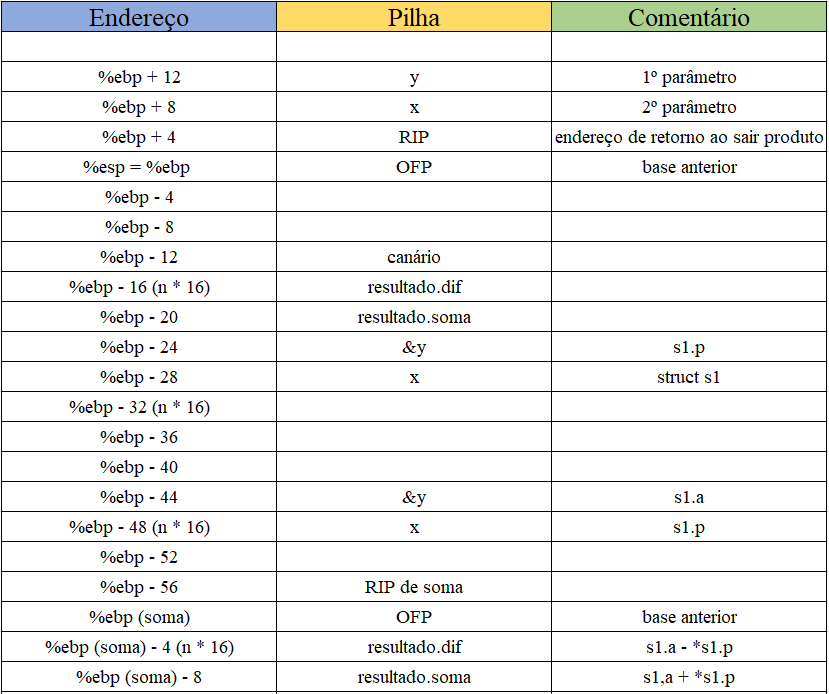 Endereço Pilha Comentário
%ebp + 12 y 1º parâmetro
%ebp + 8 x 2º parâmetro
%ebp + 4 RIP endereço de retorno ao sair produto
%esp = %ebp OFP base anterior
%ebp - 4
%ebp - 8
%ebp - 12 canário
%ebp - 16 (n * 16) resultado.dif
%ebp - 20 resultado.soma
%ebp - 24 &y s1.p
%ebp - 28 x struct s1
%ebp - 32 (n * 16)
%ebp - 36
%ebp - 40
%ebp - 44 &y s1.a
%ebp - 48 (n * 16) x s1.p
%ebp - 52
%ebp - 56 RIP de soma
%ebp (soma) OFP base anterior
%ebp (soma) - 4 (n * 16) resultado.dif s1.a - *s1.p
%ebp (soma) - 8 resultado.soma s1,a + *s1.p